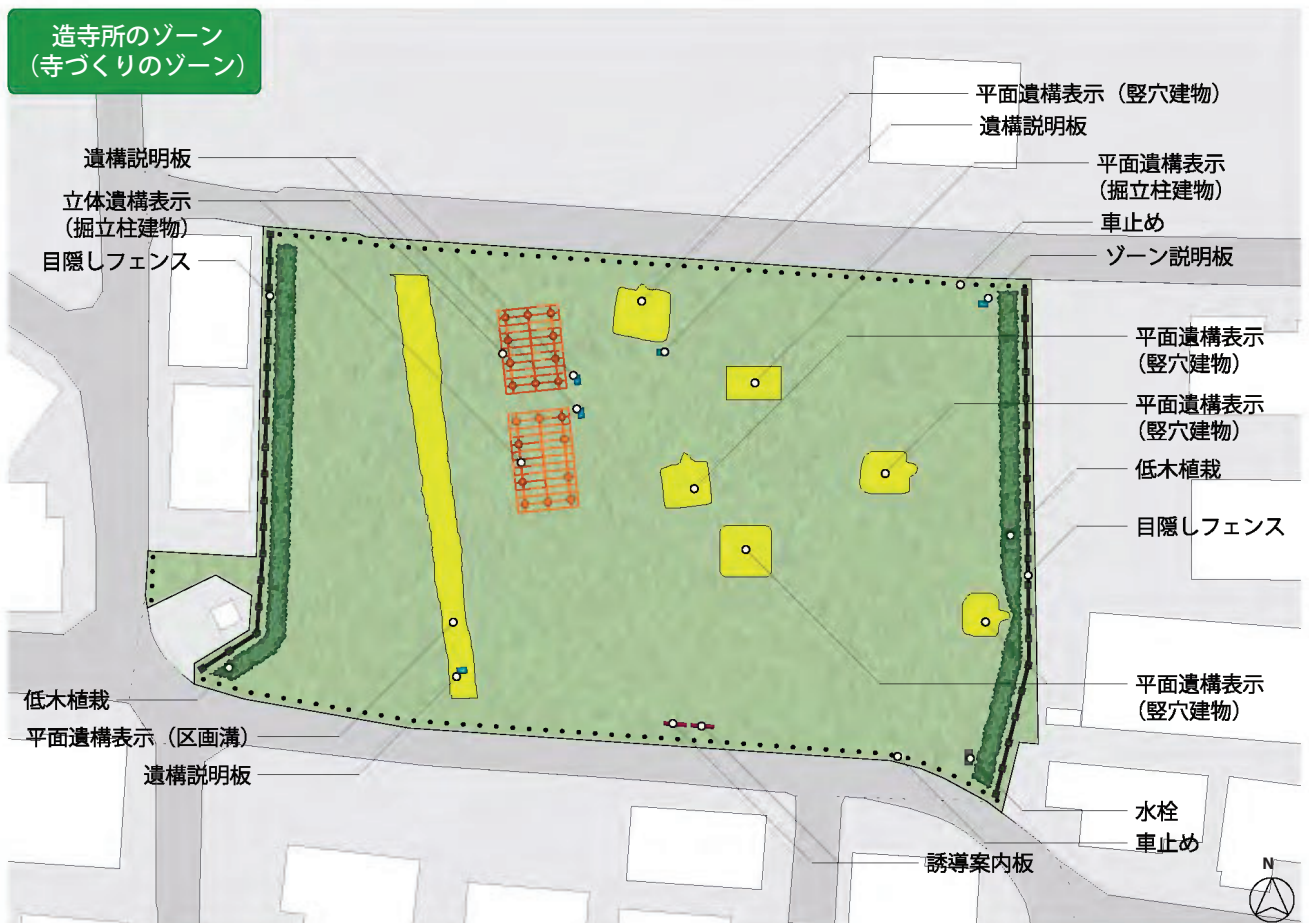 造寺所のゾーン
（寺づくりのゾーン）
平面遺構表示（竪穴建物）
遺構説明板
平面遺構表示
（掘立柱建物）
車止め
ゾーン説明板
遺構説明板
立体遺構表示
（掘立柱建物）
目隠しフェンス
平面遺構表示
（竪穴建物）
平面遺構表示
（竪穴建物）
低木植栽
目隠しフェンス
平面遺構表示
（竪穴建物）
低木植栽
平面遺構表示（区画溝）
遺構説明板
水栓
車止め
誘導案内板
N